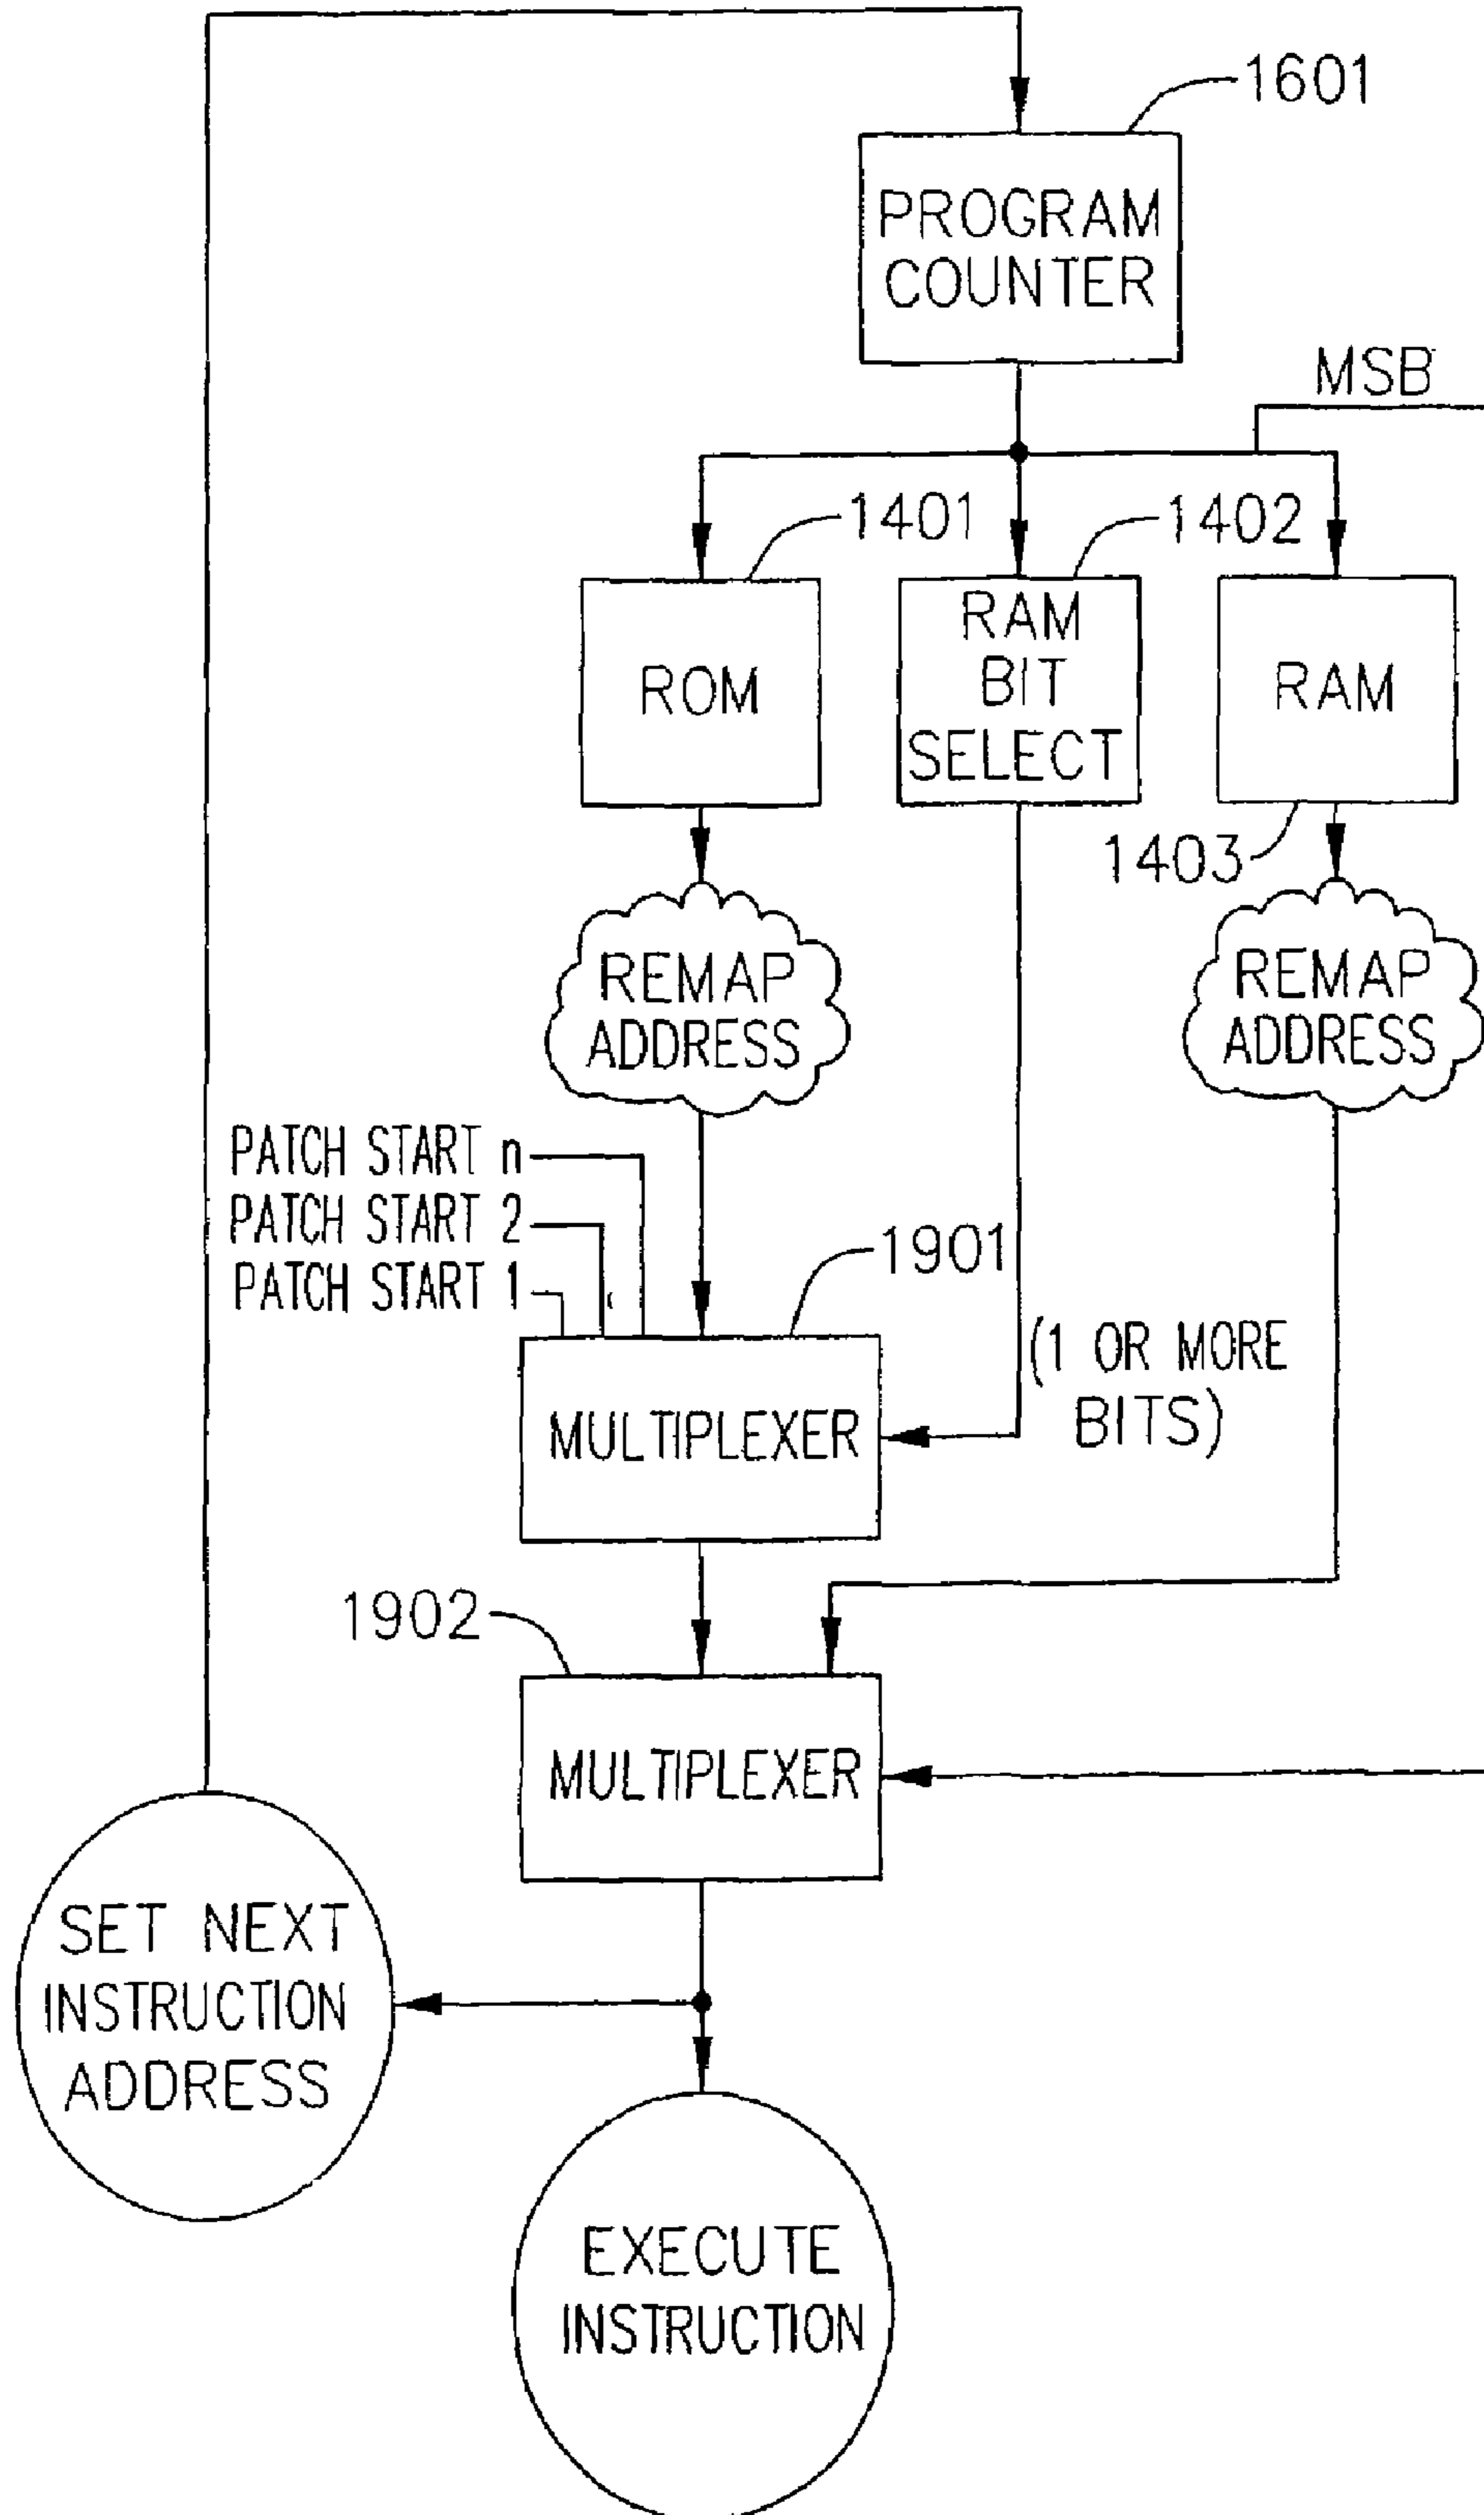 1601
PROGRAM
COUNTER
MSB
1401
1402
ROM
RAM
BIT
SELECT
RAM
1403
REMAP
ADDRESS
REMAP
ADDRESS
PATCH START n
PATCH START 2
PATCH START 1
1901
(1 OR MORE
BITS)
MULTIPLEXER
1902
MULTIPLEXER
SET NEXT
INSTRUCTION
ADDRESS
EXECUTE
INSTRUCTION